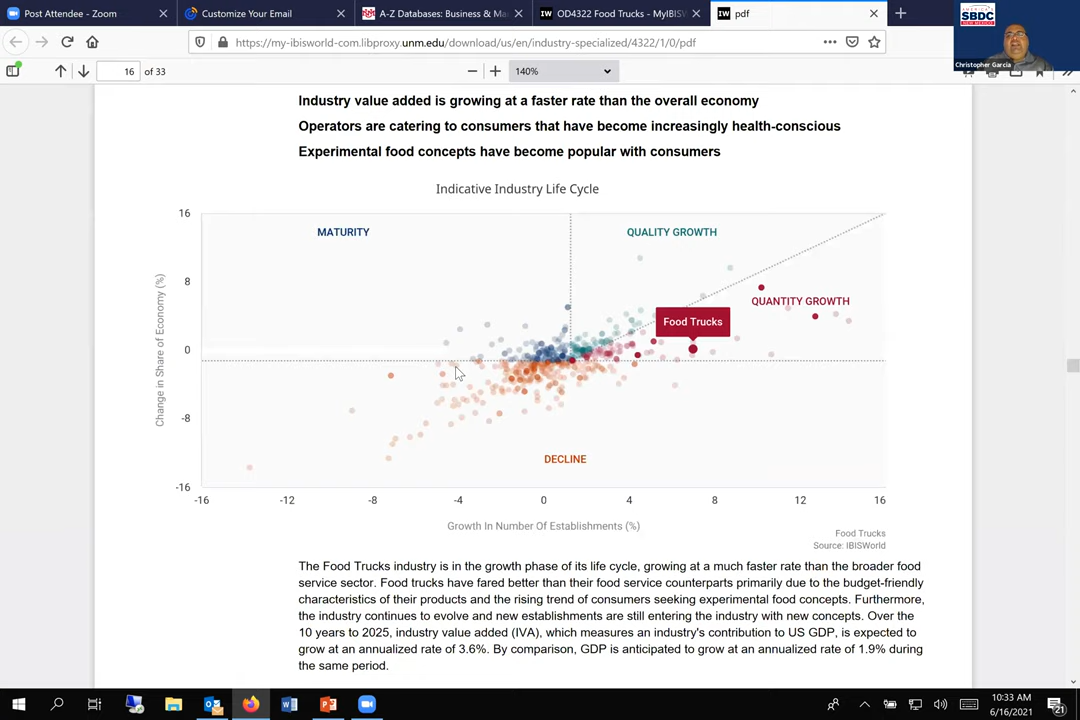 Post Attendee - Zoom
Customize Your Email
A-Z Databases: Business & Ma
OD4322 Food Trucks - MyIBISW
IW pdf
https://my-ibisworld-com.libproxy.unm.edu/download/us/en/industry-specialized/4322/1/0/pdf
AMERICA'S
SBDC
NEW MEXICO
Christopher Garcia
16 of 33
140%
Industry value added is growing at a faster rate than the overall economy
Operators are catering to consumers that have become increasingly health-conscious
Experimental food concepts have become popular with consumers
Indicative Industry Life Cycle
16
8
0
-8
-16
Change in Share of Economy (%)
MATURITY
QUALITY GROWTH
QUANTITY GROWTH
Food Trucks
DECLINE
-16 -12 -8 -4 0 4 8 12 16
Growth In Number Of Establishments (%)
Food Trucks
Source: IBISWorld
The Food Trucks industry is in the growth phase of its life cycle, growing at a much faster rate than the broader food
service sector. Food trucks have fared better than their food service counterparts primarily due to the budget-friendly
characteristics of their products and the rising trend of consumers seeking experimental food concepts. Furthermore,
the industry continues to evolve and new establishments are still entering the industry with new concepts. Over the
10 years to 2025, industry value added (IVA), which measures an industry's contribution to US GDP, is expected to
grow at an annualized rate of 3.6%. By comparison, GDP is anticipated to grow at an annualized rate of 1.9% during
the same period.
10:33 AM
6/16/2021
21